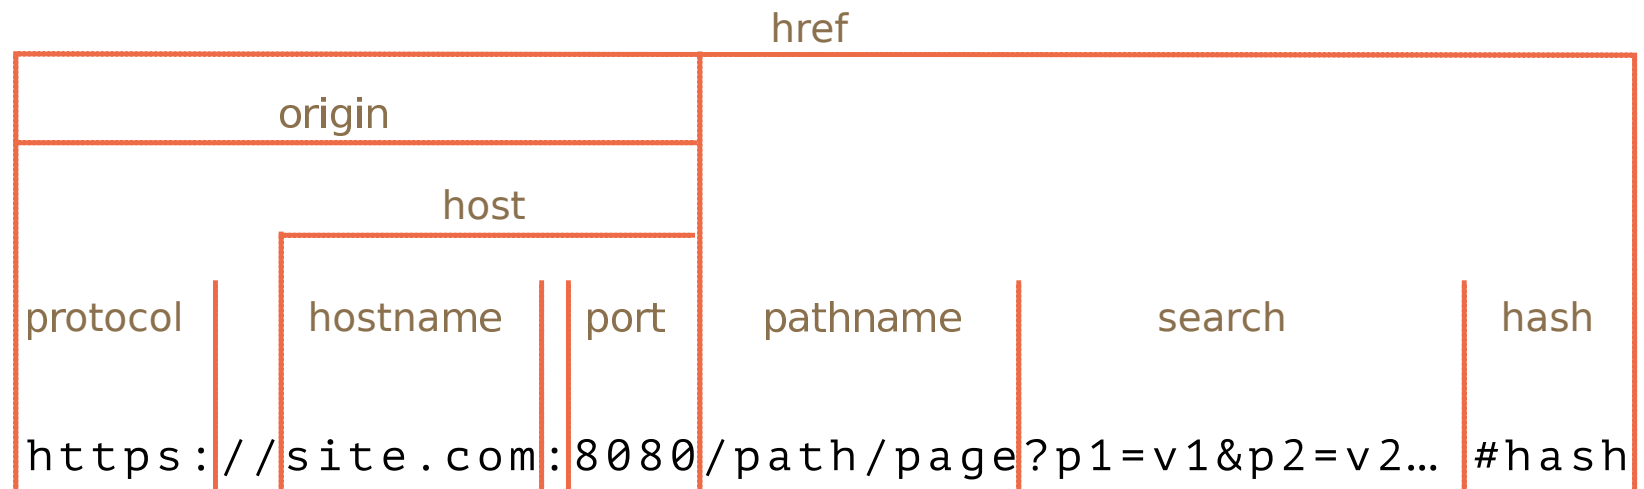 href
origin
host
protocol hostname port pathname search hash
https://site.com:8080/path/page?p1=v1&p2=v2… #hash